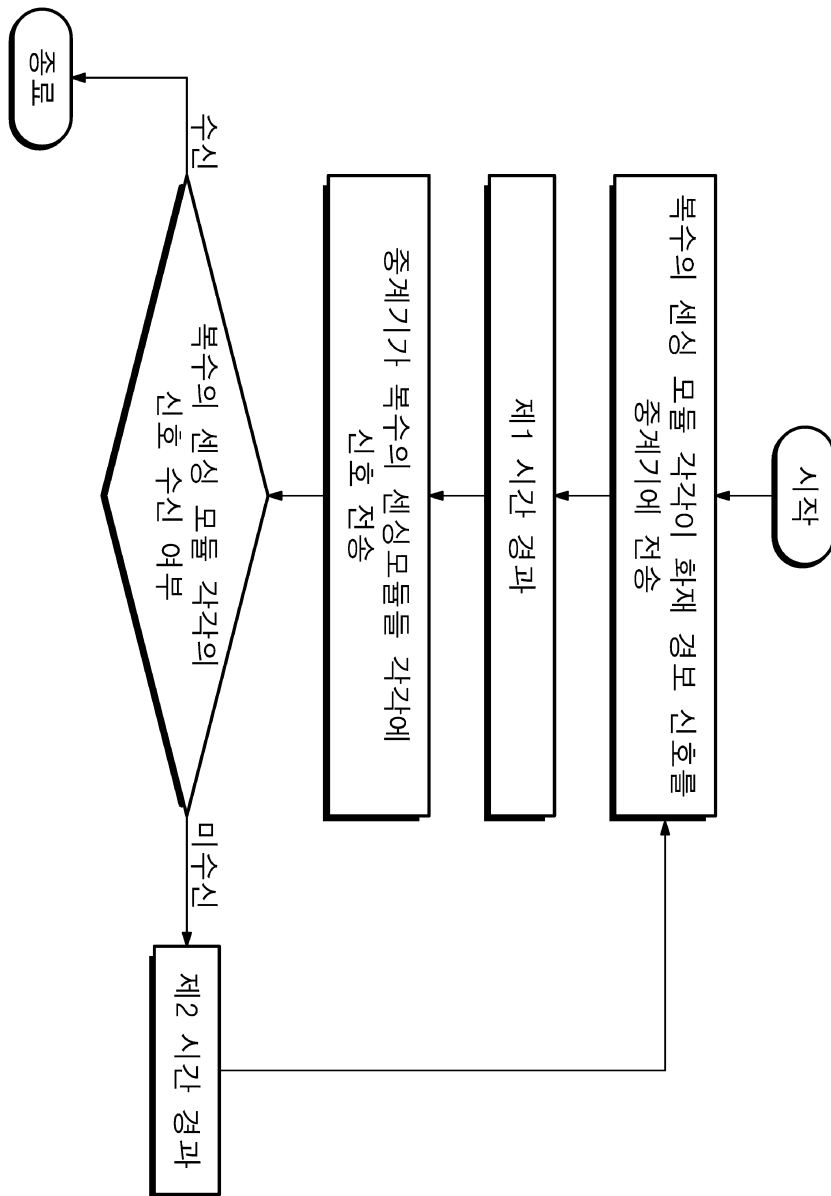 시작
복수의 센싱 모듈 각각이 화재 경보 신호를
중계기에 전송
제1 시간 경과
중계기가 복수의 센싱모듈들 각각에
신호 전송
복수의 센싱 모듈 각각의
신호 수신 여부
수신
종료
미수신
제2 시간 경과